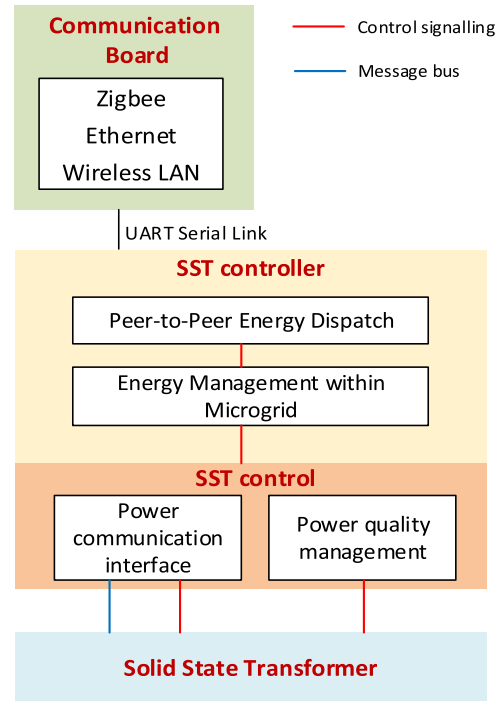 Communication
Board
Zigbee
Ethernet
Wireless LAN
Control signalling
Message bus
UART Serial Link
SST controller
Peer-to-Peer Energy Dispatch
Energy Management within
Microgrid
SST control
Power
communication
interface
Power quality
management
Solid State Transformer